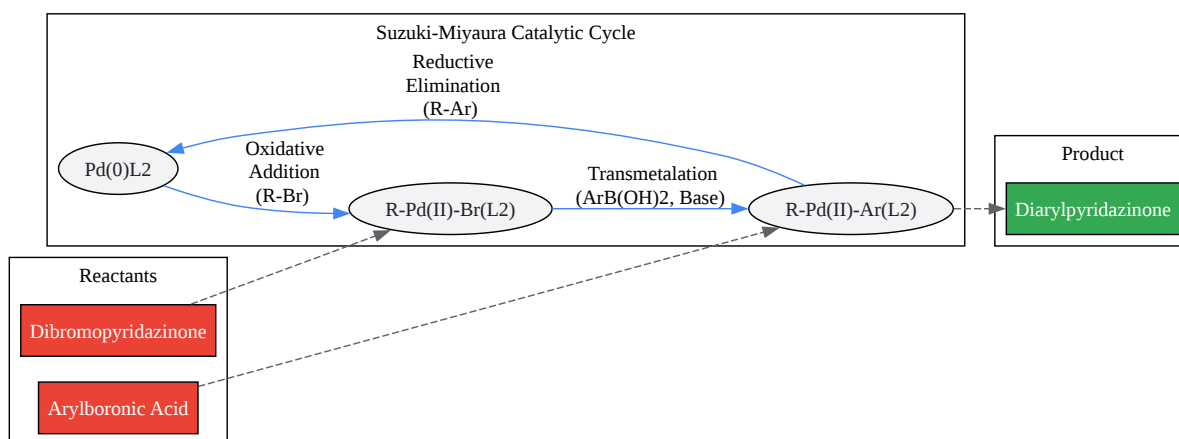 Suzuki-Miyaura Catalytic Cycle
Reductive
Elimination
(R-Ar)
Pd(0)L2
Oxidative
Addition
(R-Br)
R-Pd(II)-Br(L2)
Transmetalation
(ArB(OH)2, Base)
R-Pd(II)-Ar(L2)
Product
Diarylpyridazinone
Reactants
Dibromopyridazinone
Arylboronic Acid